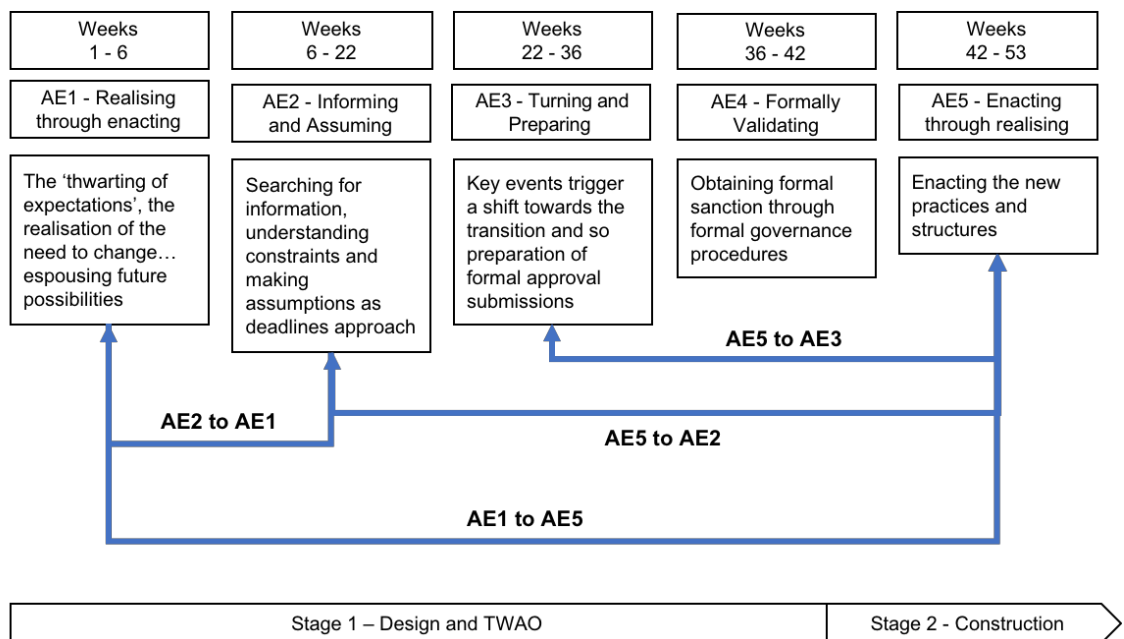 Weeks
1 - 6
Weeks
6 - 22
Weeks
22 - 36
Weeks
36 - 42
Weeks
42 - 53
AE1 - Realising
through enacting
AE2 - Informing
and Assuming
AE3 - Turning and
Preparing
AE4 - Formally
Validating
AE5 - Enacting
through realising
The ‘thwarting of
expectations’, the
realisation of the
need to change…
espousing future
possibilities
Searching for
information,
understanding
constraints and
making
assumptions as
deadlines approach
Key events trigger
a shift towards the
transition and so
preparation of
formal approval
submissions
Obtaining formal
sanction through
formal governance
procedures
Enacting the new
practices and
structures
AE5 to AE3
AE2 to AE1
AE5 to AE2
AE1 to AE5
Stage 1 – Design and TWAO
Stage 2 - Construction